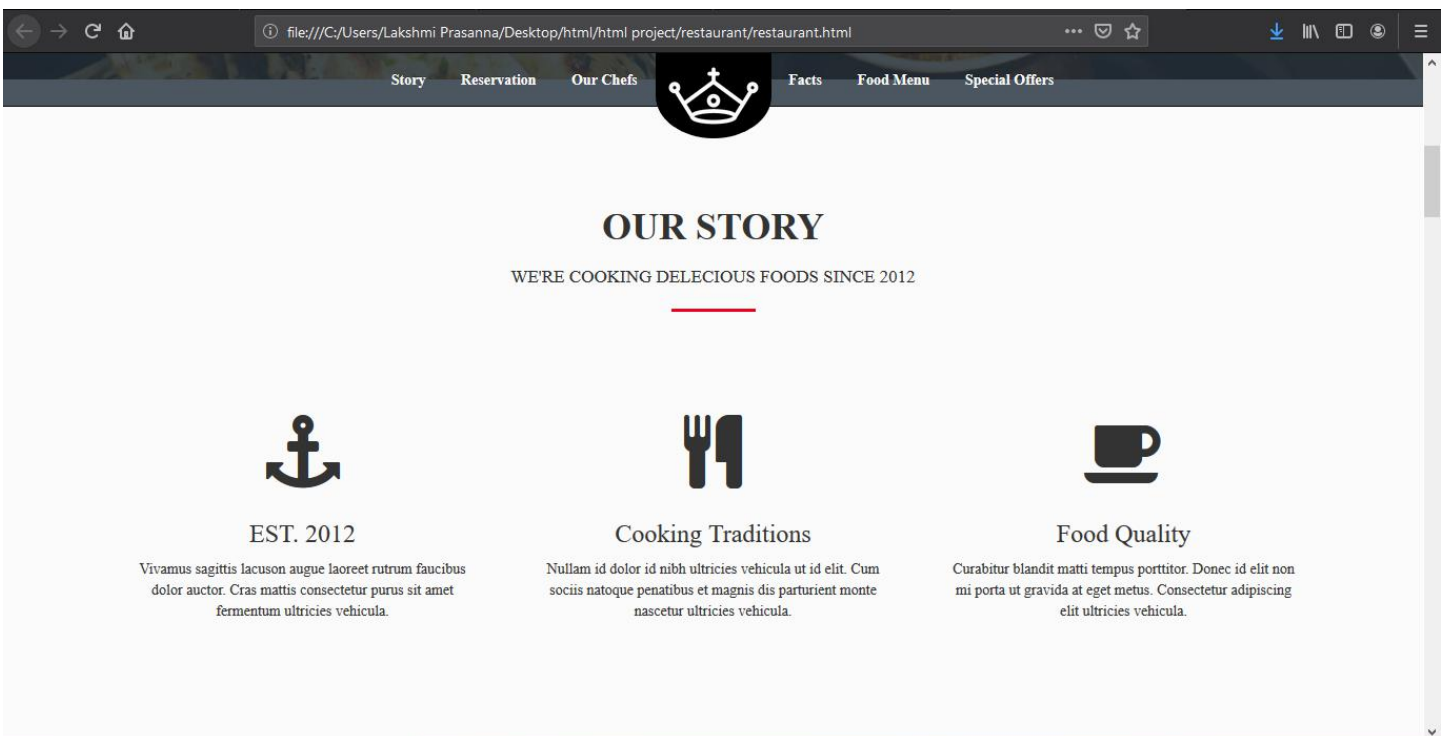 file:///C:/Users/Lakshmi Prasanna/Desktop/html/html project/restaurant/restaurant.html
Story Reservation Our Chefs Facts Food Menu Special Offers
OUR STORY
WE'RE COOKING DELECIOUS FOODS SINCE 2012
EST. 2012
Vivamus sagittis lacuson augue laoreet rutrum faucibus
dolor auctor. Cras mattis consectetur purus sit amet
fermentum ultricies vehicula.
Cooking Traditions
Nullam id dolor id nibh ultricies vehicula ut id elit. Cum
sociis natoque penatibus et magnis dis parturient monte
nascetur ultricies vehicula.
Food Quality
Curabitur blandit matti tempus porttitor. Donec id elit non
mi porta ut gravida at eget metus. Consectetur adipiscing
elit ultricies vehicula.